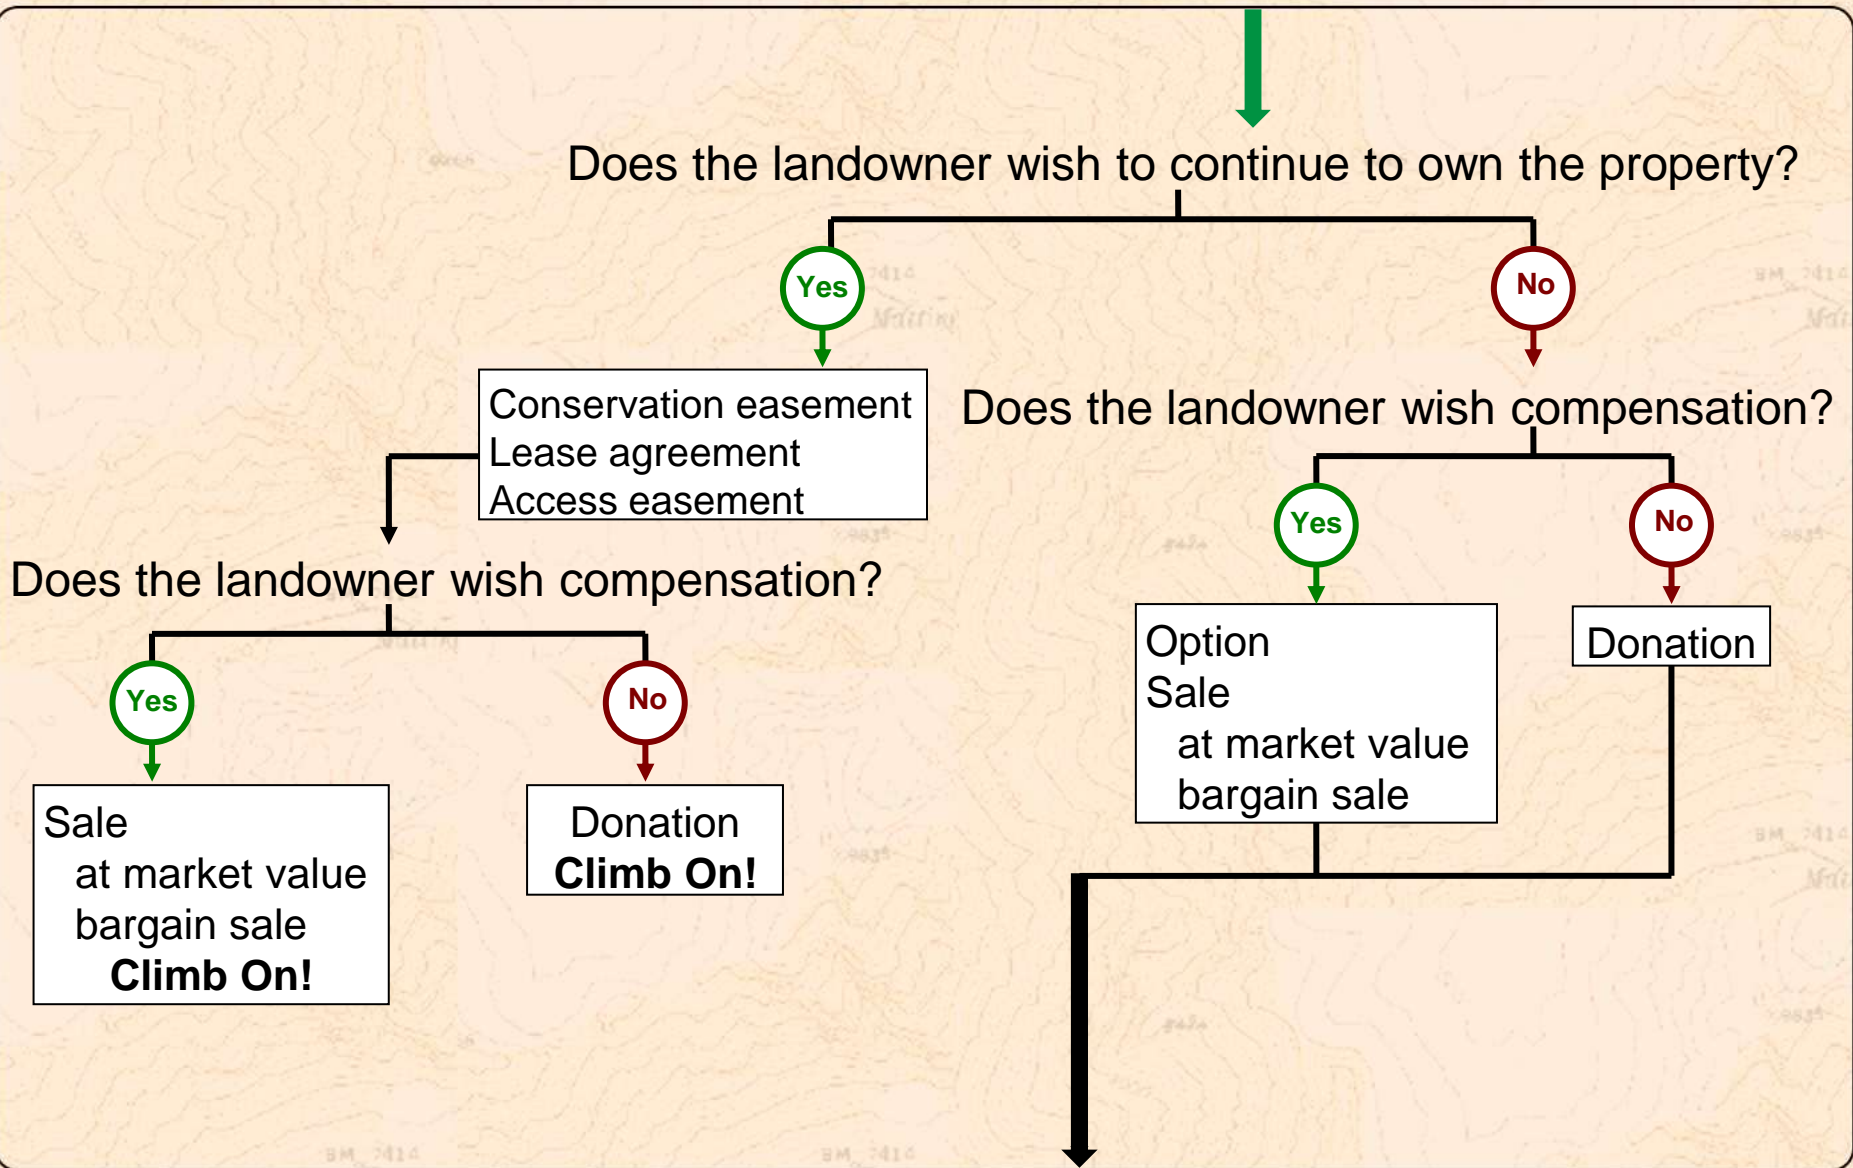 Does the landowner wish to continue to own the property?
Yes
No
Conservation easement
Lease agreement
Access easement
Does the landowner wish compensation?
Yes
No
Option
Sale
at market value
bargain sale
Donation
Does the landowner wish compensation?
Yes
No
Sale
at market value
bargain sale
Climb On!
Donation
Climb On!